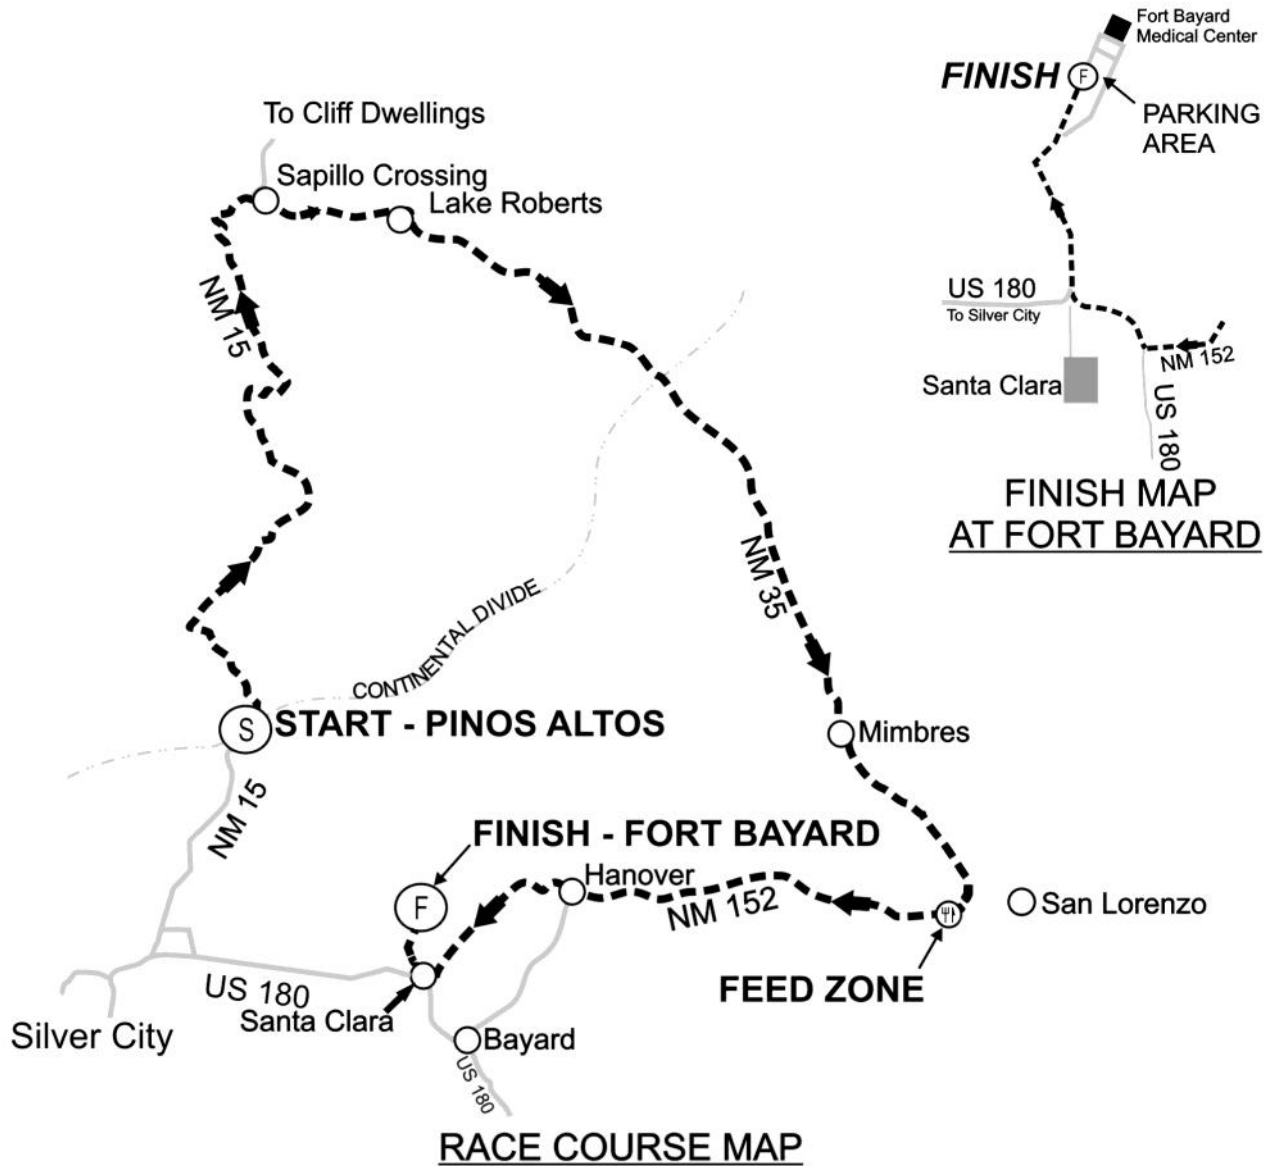 To Cliff Dwellings
Sapillo Crossing
Lake Roberts
NM 15
NM 35
CONTINENTAL DIVIDE
S
START - PINOS ALTOS
Mimbres
NM 15
FINISH - FORT BAYARD
F
Hanover
NM 152
San Lorenzo
FEED ZONE
US 180
Santa Clara
Silver City
Bayard
US 180
RACE COURSE MAP
Fort Bayard
Medical Center
FINISH
F
PARKING
AREA
US 180
To Silver City
NM 152
Santa Clara
US 180
FINISH MAP
AT FORT BAYARD